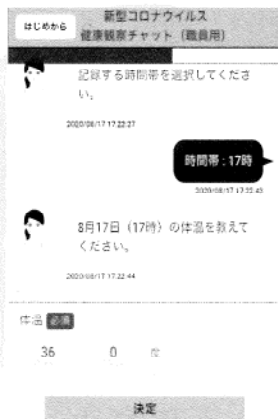 はじめから
新型コロナウイルス
健康観察チャット（職員用）
記録する時間帯を選択してくださ
い。
2020/08/17 17:22:27
時間帯：17時
2020/08/17 17:22:43
8月17日（17時）の体温を教えて
ください。
2020/08/17 17:22:44
体温 必須
36 0 度
決定